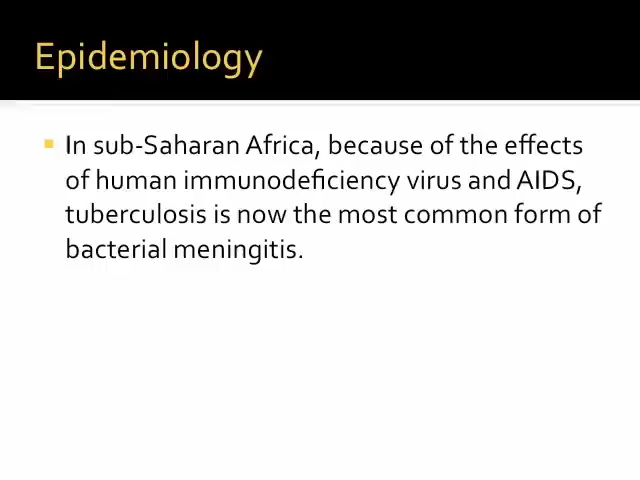 Epidemiology
In sub-Saharan Africa, because of the effects
of human immunodeficiency virus and AIDS,
tuberculosis is now the most common form of
bacterial meningitis.